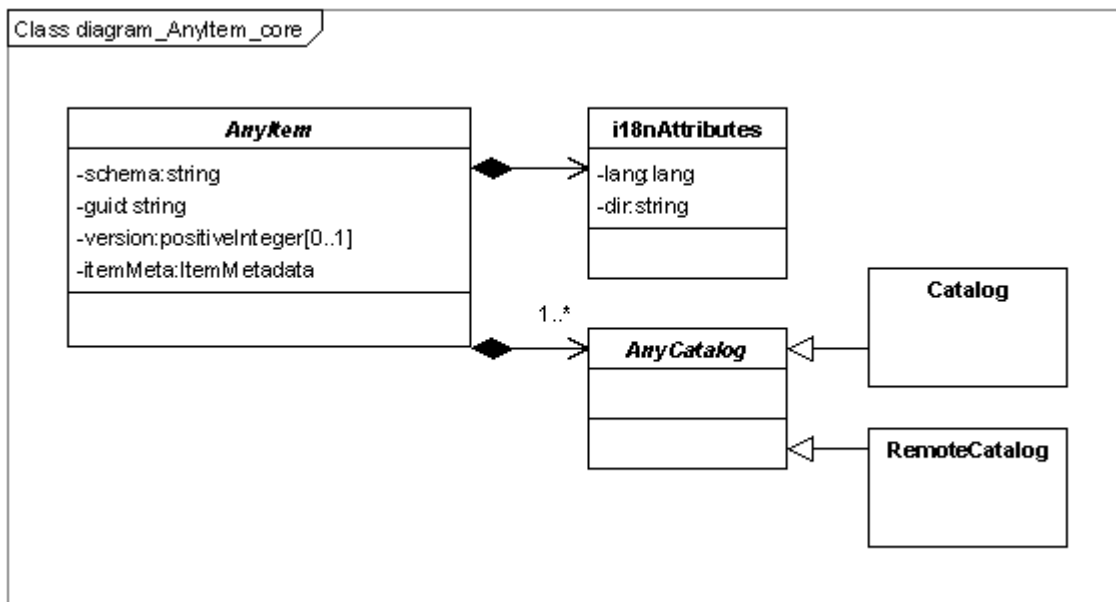 Class diagram_AnyItem_core
AnyItem
-schema:string
-guid:string
-version:positiveInteger[0..1]
-itemMeta:ItemMetadata
i18nAttributes
-lang:lang
-dir:string
1..*
AnyCatalog
Catalog
RemoteCatalog